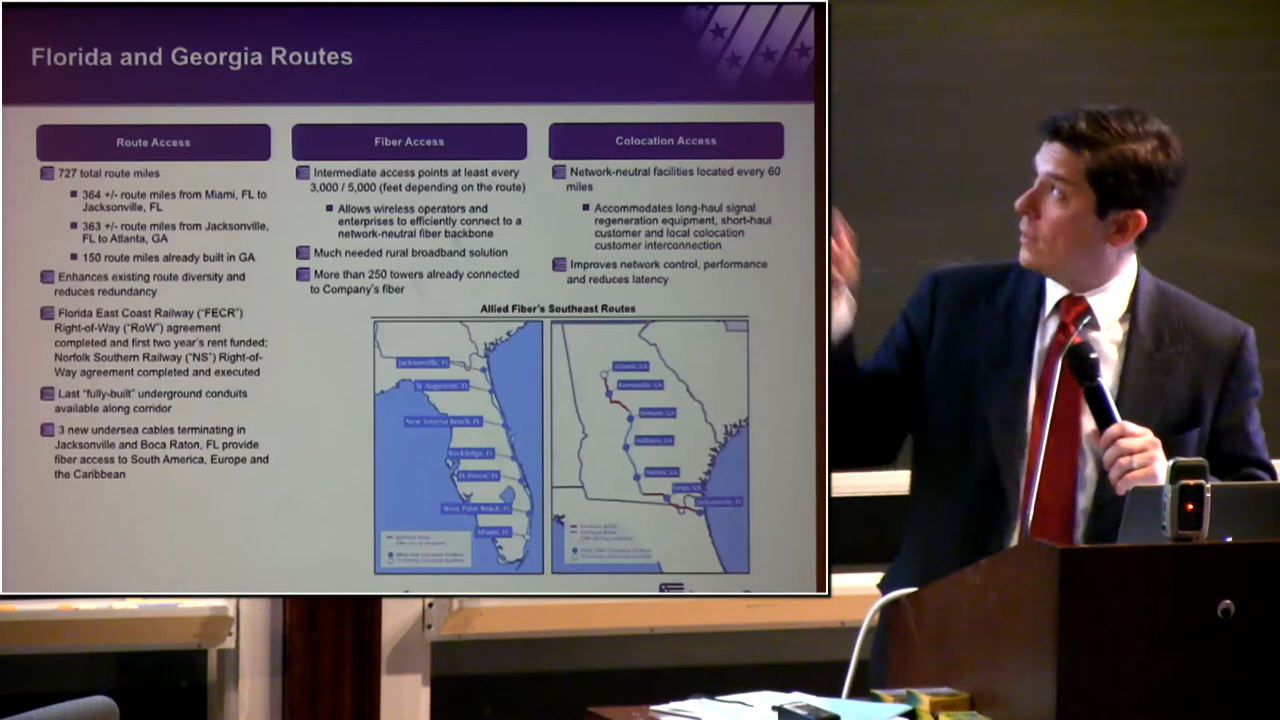 Florida and Georgia Routes
Route Access
727 total route miles
364 +/- route miles from Miami, FL to
Jacksonville, FL
363 +/- route miles from Jacksonville,
FL to Atlanta, GA
150 route miles already built in GA
Enhances existing route diversity and
reduces redundancy
Florida East Coast Railway ("FECR")
Right-of-Way ("RoW") agreement
completed and first two year's rent funded;
Norfolk Southern Railway ("NS") Right-of-
Way agreement completed and executed
Last "fully-built" underground conduits
available along corridor
3 new undersea cables terminating in
Jacksonville and Boca Raton, FL provide
fiber access to South America, Europe and
the Caribbean
Fiber Access
Intermediate access points at least every
3,000 / 5,000 (feet depending on the route)
Allows wireless operators and
enterprises to efficiently connect to a
network-neutral fiber backbone
Much needed rural broadband solution
More than 250 towers already connected
to Company's fiber
Colocation Access
Network-neutral facilities located every 60
miles
Accommodates long-haul signal
regeneration equipment, short-haul
customer and local colocation
customer interconnection
Improves network control, performance
and reduces latency
Allied Fiber's Southeast Routes
Jacksonville, FL
St Augustine, FL
New Smyrna Beach, FL
Rockledge, FL
Ft Pierce, FL
West Palm Beach, FL
Miami, FL
Atlanta, GA
Jacksonville, FL